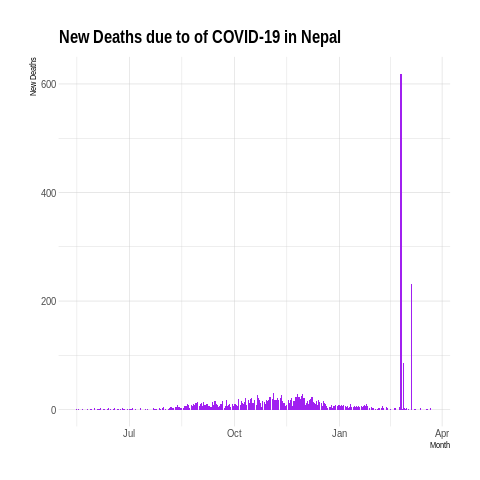 New Deaths due to of COVID-19 in Nepal
New Deaths
600
400
200
0
Jul
Oct
Jan
Apr
Month